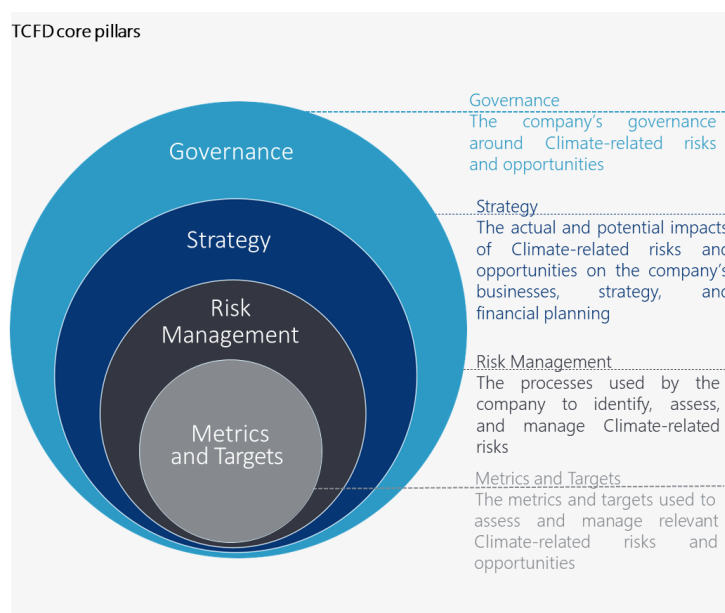 TCFD core pillars
Governance
Strategy
Risk
Management
Metrics
and Targets
Governance
The company's governance
around Climate-related risks
and opportunities
Strategy
The actual and potential impacts
of Climate-related risks and
opportunities on the company's
businesses, strategy, and
financial planning
Risk Management
The processes used by the
company to identify, assess,
and manage Climate-related
risks
Metrics and Targets
The metrics and targets used to
assess and manage relevant
Climate-related risks and
opportunities